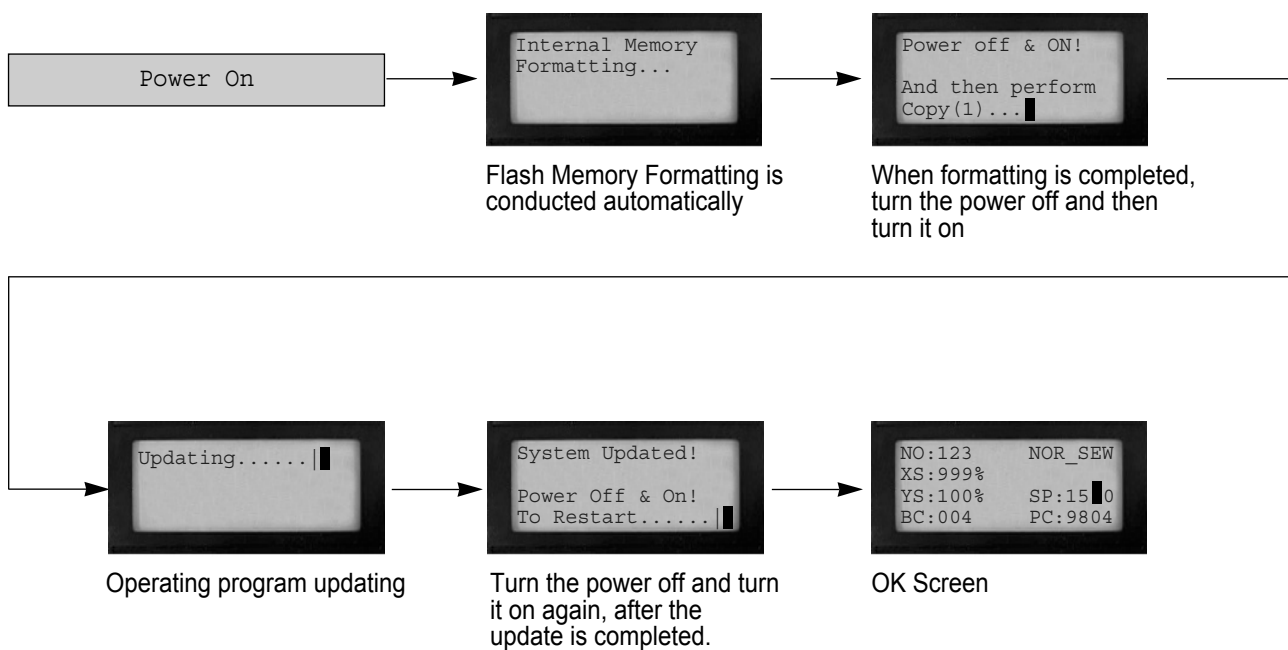 Power On
Internal Memory
Formatting...
Flash Memory Formatting is
conducted automatically
Power off & ON!
And then perform
Copy(1)...
When formatting is completed,
turn the power off and then
turn it on
Updating......|
Operating program updating
System Updated!
Power Off & On!
To Restart......|
Turn the power off and turn
it on again, after the
update is completed.
NO:123 NOR_SEW
XS:999%
YS:100%
BC:004 PC:9804
OK Screen